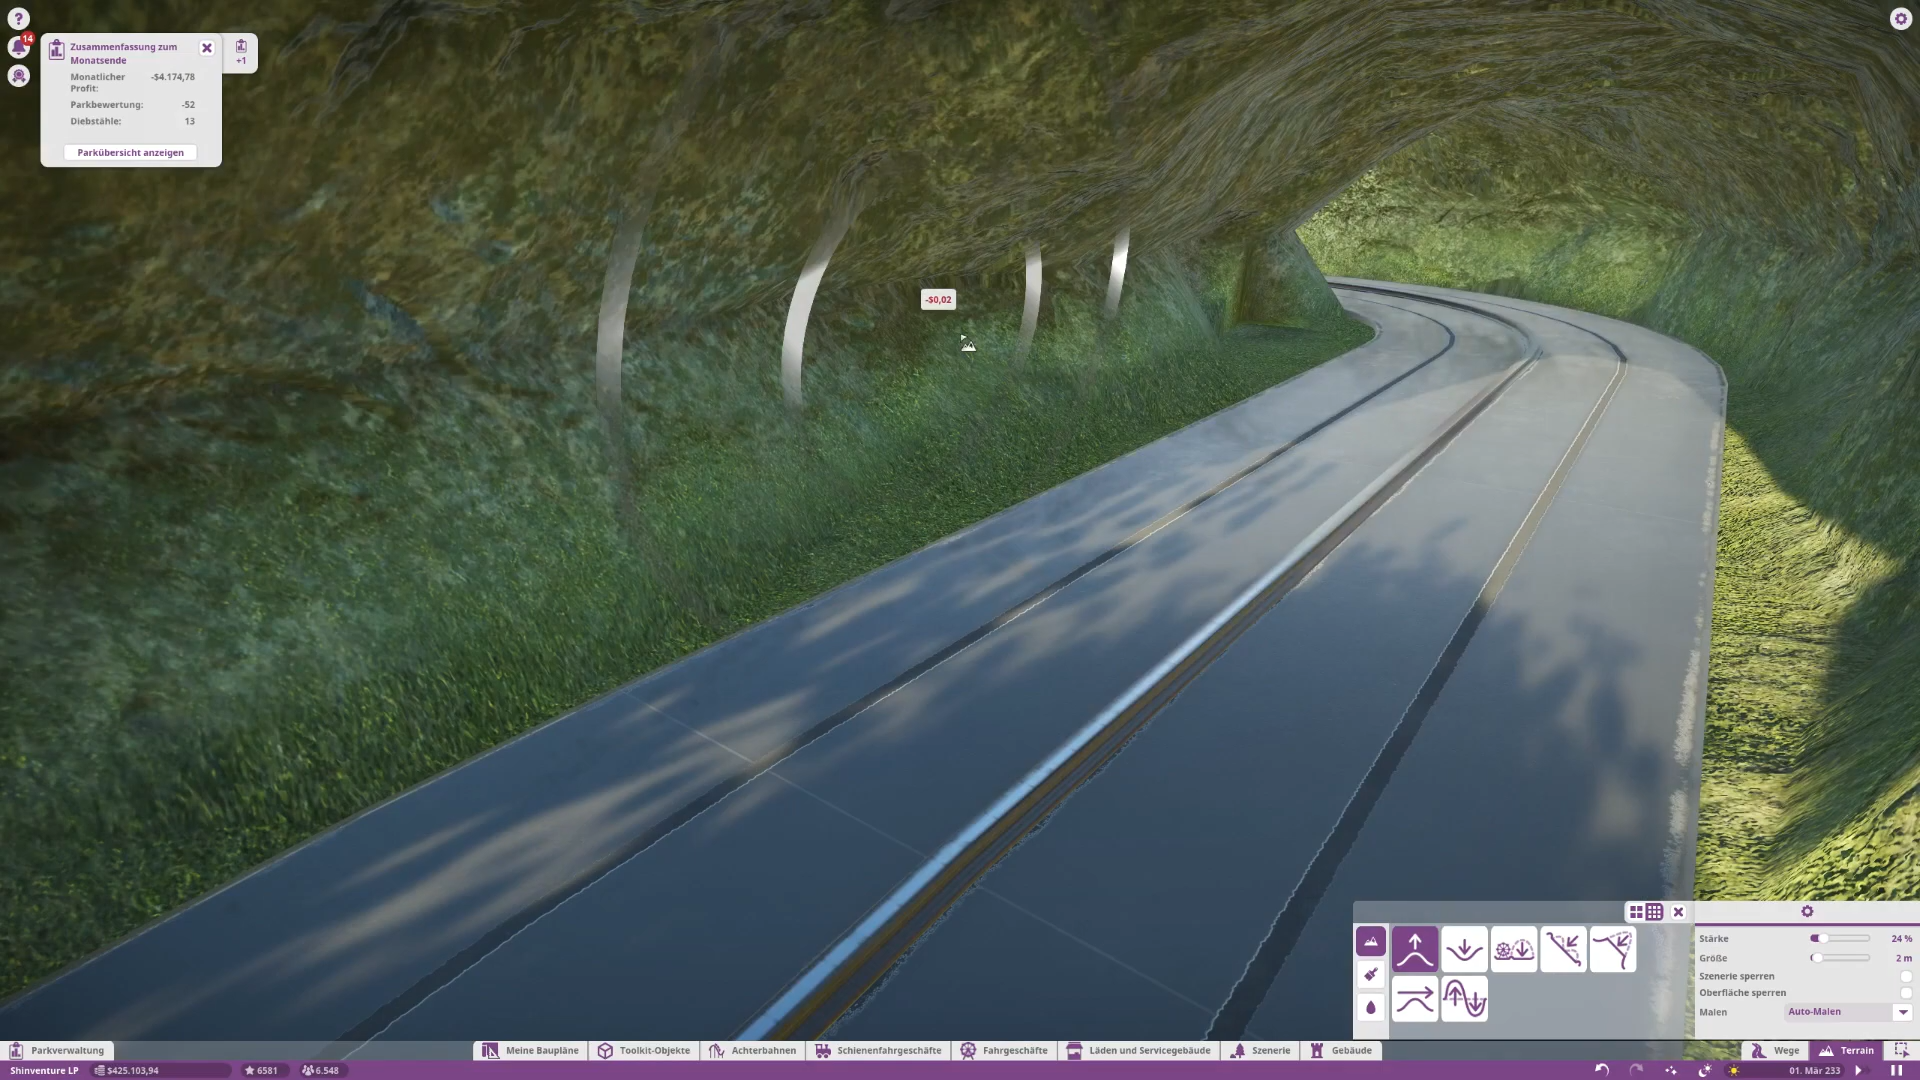 ?
14
Zusammenfassung zum
Monatsende
+1
Monatlicher
Profit:
-$4.174,78
Parkbewertung:
-52
Diebstähle:
13
Parkübersicht anzeigen
-$0,02
Stärke
24 %
Größe
2 m
Szenerie sperren
Oberfläche sperren
Malen
Auto-Malen
Parkverwaltung
Meine Baupläne
Toolkit-Objekte
Achterbahnen
Schienenfahrgeschäfte
Fahrgeschäfte
Läden und Servicegebäude
Szenerie
Gebäude
Wege
Terrain
Shinventure LP
$425.103,94
6581
6.548
01. Mär 233